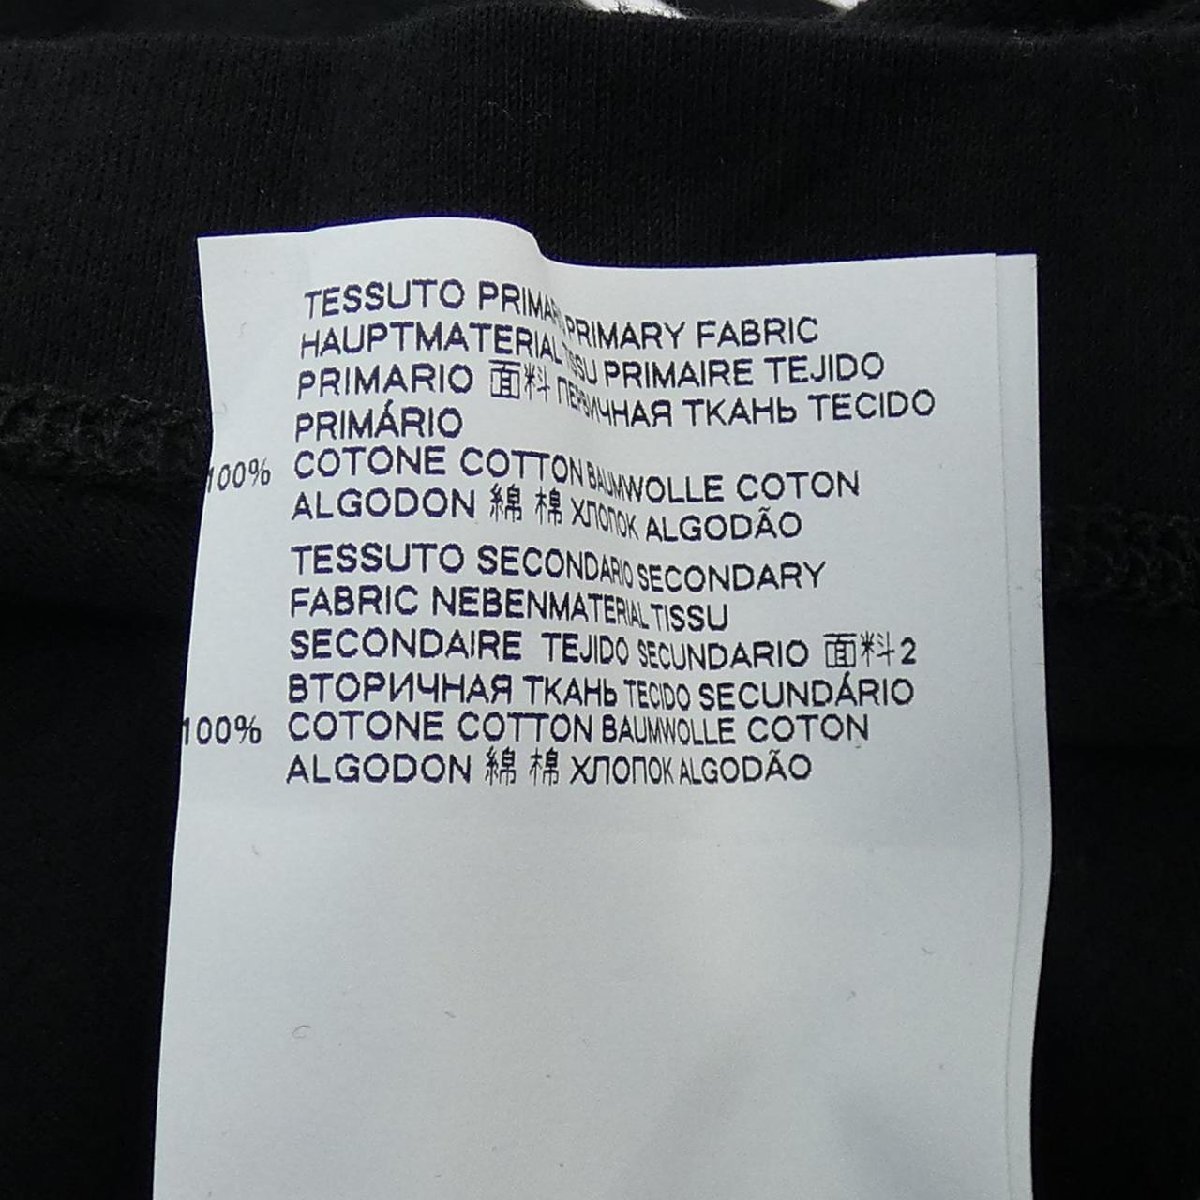 TESSUTO PRIMARIO PRIMARY FABRIC
HAUPTMATERIAL TISSU PRIMAIRE TEJIDO
PRIMARIO 面料 ПЕРВИЧНАЯ ТКАНЬ TECIDO
PRIMÁRIO
100% COTONE COTTON BAUMWOLLE COTON
ALGODON 綿 棉 ХЛОПОК ALGODÃO
TESSUTO SECONDARIO SECONDARY
FABRIC NEBENMATERIAL TISSU
SECONDAIRE TEJIDO SECUNDARIO 面料2
ВТОРИЧНАЯ ТКАНЬ TECIDO SECUNDÁRIO
100% COTONE COTTON BAUMWOLLE COTON
ALGODON 綿 棉 ХЛОПОК ALGODÃO